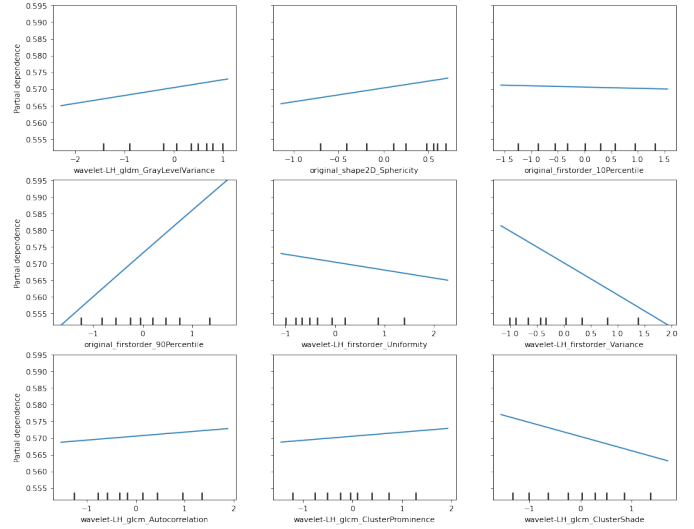 0.595
0.590
0.585
0.580
0.575
0.570
0.565
0.560
0.555
Partial dependence
−2 −1 0 1
wavelet-LH_gldm_GrayLevelVariance
−1.0 −0.5 0.0 0.5
original_shape2D_Sphericity
−1.5 −1.0 −0.5 0.0 0.5 1.0 1.5
original_firstorder_10Percentile
0.595
0.590
0.585
0.580
0.575
0.570
0.565
0.560
0.555
Partial dependence
−1 0 1
original_firstorder_90Percentile
−1 0 1 2
wavelet-LH_firstorder_Uniformity
−1.0 −0.5 0.0 0.5 1.0 1.5 2.0
wavelet-LH_firstorder_Variance
0.595
0.590
0.585
0.580
0.575
0.570
0.565
0.560
0.555
Partial dependence
−1 0 1 2
wavelet-LH_glcm_Autocorrelation
−1 0 1 2
wavelet-LH_glcm_ClusterProminence
−1 0 1
wavelet-LH_glcm_ClusterShade